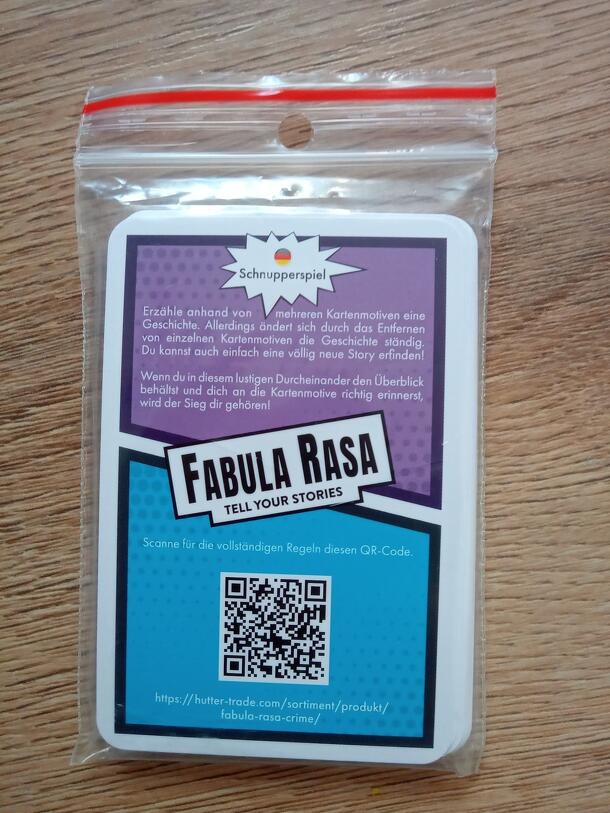 Schnupperspiel
Erzähle anhand von mehreren Kartenmotiven eine
Geschichte. Allerdings ändert sich durch das Entfernen
von einzelnen Kartenmotiven die Geschichte ständig.
Du kannst auch einfach eine völlig neue Story erfinden!
Wenn du in diesem lustigen Durcheinander den Überblick
behältst und dich an die Kartenmotive richtig erinnerst,
wird der Sieg dir gehören!
FABULA RASA
TELL YOUR STORIES
Scanne für die vollständigen Regeln diesen QR-Code.
https://hutter-trade.com/sortiment/produkt/
fabula-rasa-crime/